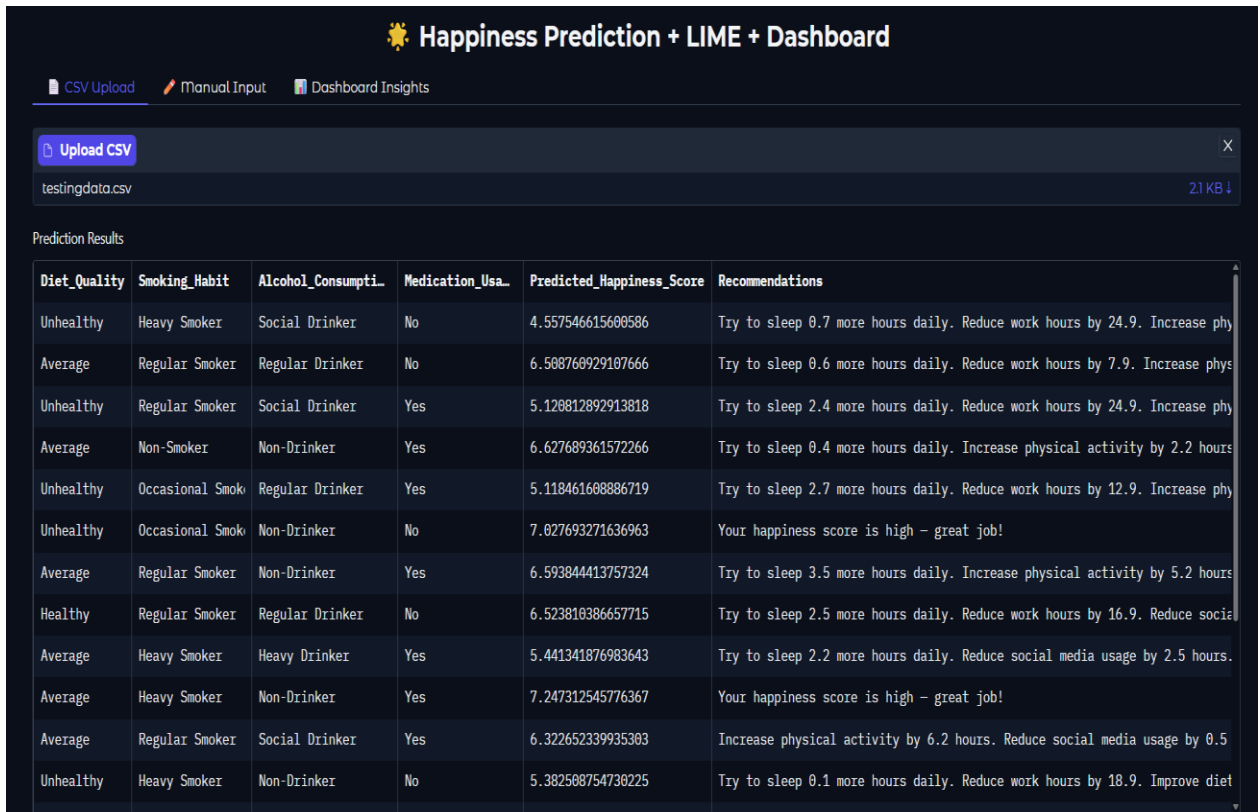 🌟 Happiness Prediction + LIME + Dashboard
📄 CSV Upload 🖍️ Manual Input 📊 Dashboard Insights
Upload CSV X
testingdata.csv 2.1 KB ↓
Prediction Results
Diet_Quality Smoking_Habit Alcohol_Consumpti… Medication_Usa… Predicted_Happiness_Score Recommendations
Unhealthy Heavy Smoker Social Drinker No 4.557546615600586 Try to sleep 0.7 more hours daily. Reduce work hours by 24.9. Increase phy
Average Regular Smoker Regular Drinker No 6.508760929107666 Try to sleep 0.6 more hours daily. Reduce work hours by 7.9. Increase phys
Unhealthy Regular Smoker Social Drinker Yes 5.120812892913818 Try to sleep 2.4 more hours daily. Reduce work hours by 24.9. Increase phy
Average Non-Smoker Non-Drinker Yes 6.627689361572266 Try to sleep 0.4 more hours daily. Increase physical activity by 2.2 hours
Unhealthy Occasional Smok Regular Drinker Yes 5.118461608886719 Try to sleep 2.7 more hours daily. Reduce work hours by 12.9. Increase phy
Unhealthy Occasional Smok Non-Drinker No 7.027693271636963 Your happiness score is high – great job!
Average Regular Smoker Non-Drinker Yes 6.593844413757324 Try to sleep 3.5 more hours daily. Increase physical activity by 5.2 hours
Healthy Regular Smoker Regular Drinker No 6.523810386657715 Try to sleep 2.5 more hours daily. Reduce work hours by 16.9. Reduce socia
Average Heavy Smoker Heavy Drinker Yes 5.441341876983643 Try to sleep 2.2 more hours daily. Reduce social media usage by 2.5 hours.
Average Heavy Smoker Non-Drinker Yes 7.247312545776367 Your happiness score is high – great job!
Average Regular Smoker Social Drinker Yes 6.322652339935303 Increase physical activity by 6.2 hours. Reduce social media usage by 0.5
Unhealthy Heavy Smoker Non-Drinker No 5.382508754730225 Try to sleep 0.1 more hours daily. Reduce work hours by 18.9. Improve diet